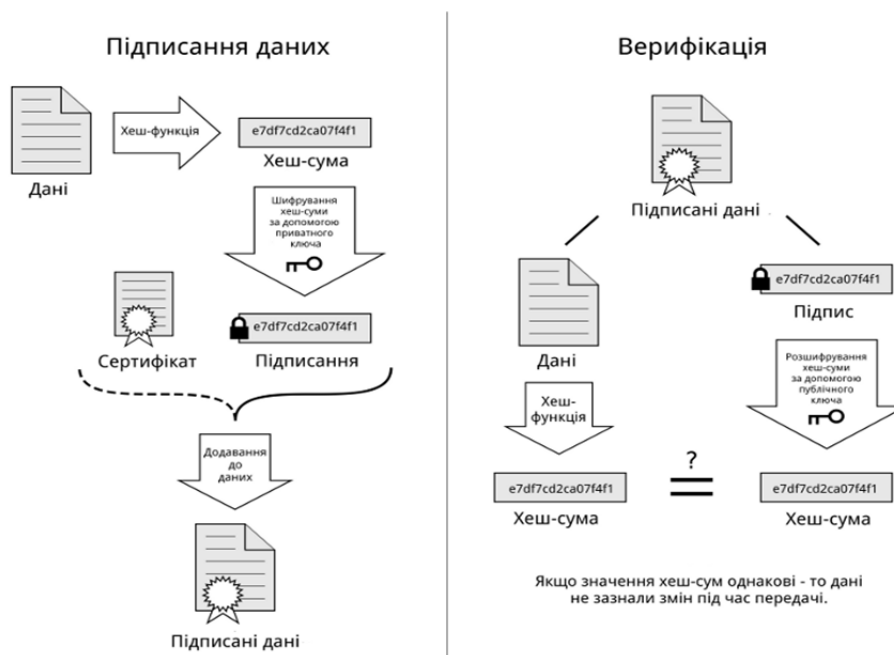 Підписання даних
Дані
Хеш-функція
e7df7cd2ca07f4f1
Хеш-сума
Шифрування
хеш-суми
за допомогою
приватного
ключа
Сертифікат
e7df7cd2ca07f4f1
Підписання
Додавання
до
даних
Підписані дані
Верифікація
Підписані дані
Дані
e7df7cd2ca07f4f1
Підпис
Хеш-
функція
Розшифрування
хеш-суми
за допомогою
публічного
ключа
e7df7cd2ca07f4f1
Хеш-сума
?
=
e7df7cd2ca07f4f1
Хеш-сума
Якщо значення хеш-сум однакові - то дані
не зазнали змін під час передачі.